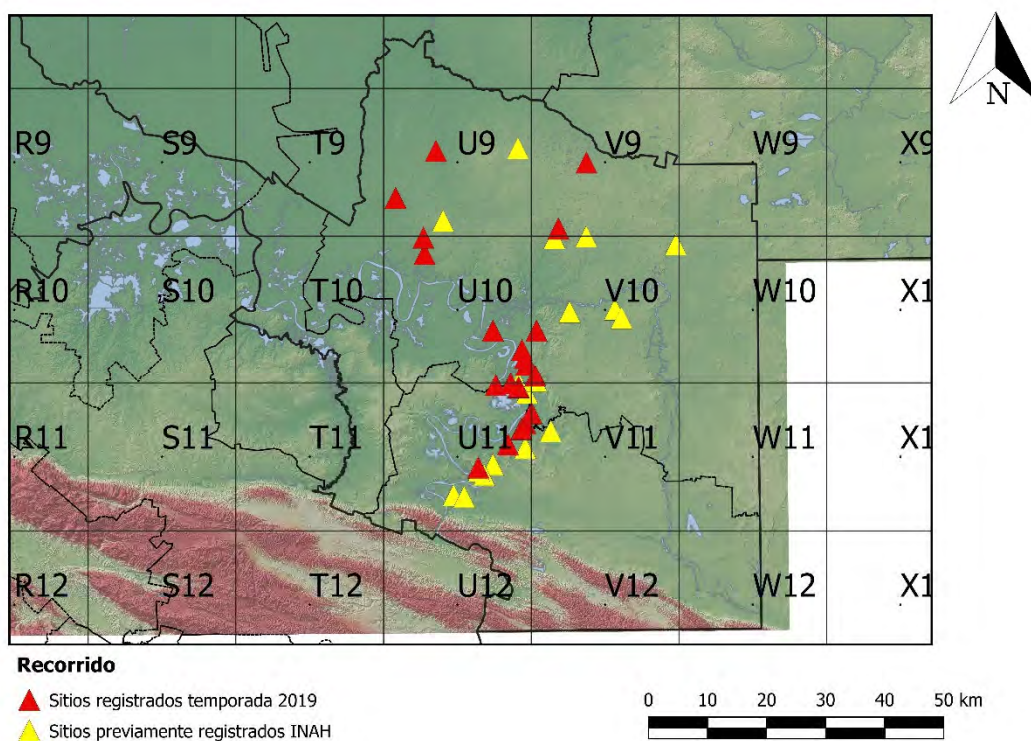 R9 S9 T9 U9 V9 W9 X9
N
R10 S10 T10 U10 V10 W10 X1
R11 S11 T11 U11 V11 W11 X1
R12 S12 T12 U12 V12 W12 X1
Recorrido
Sitios registrados temporada 2019
Sitios previamente registrados INAH
0 10 20 30 40 50 km